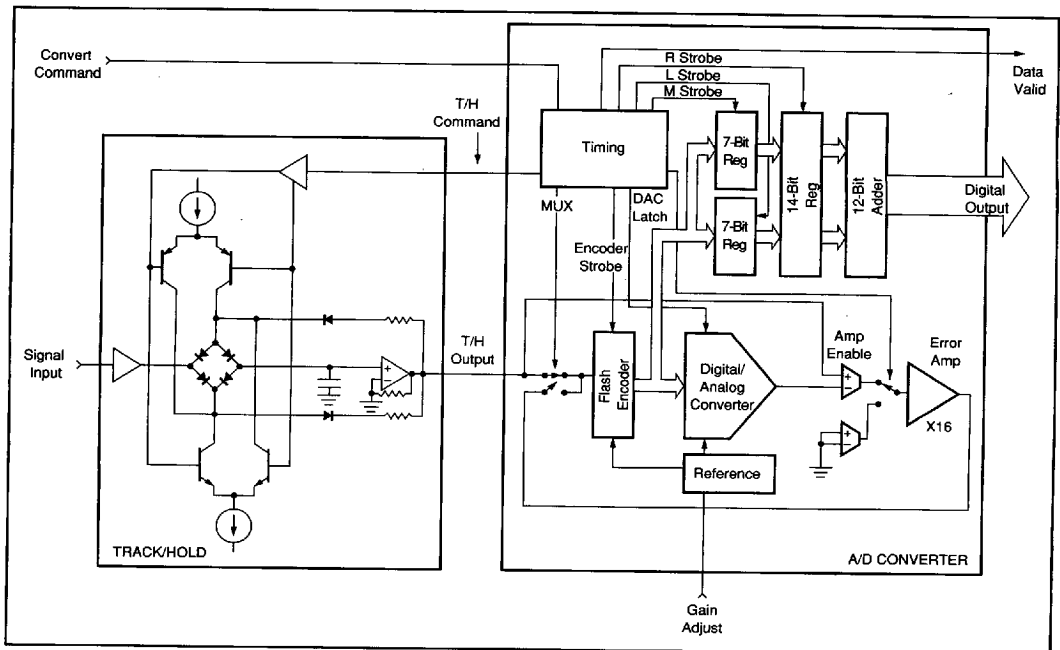 Convert
Command
R Strobe
L Strobe
M Strobe
Data
Valid
T/H
Command
Timing
7-Bit
Reg
14-Bit
Reg
12-Bit
Adder
Digital
Output
7-Bit
Reg
MUX
DAC
Latch
Encoder
Strobe
Signal
Input
T/H
Output
Flash
Encoder
Digital/
Analog
Converter
Amp
Enable
Error
Amp
+
−
+
−
X16
+
−
Reference
TRACK/HOLD
A/D CONVERTER
Gain
Adjust